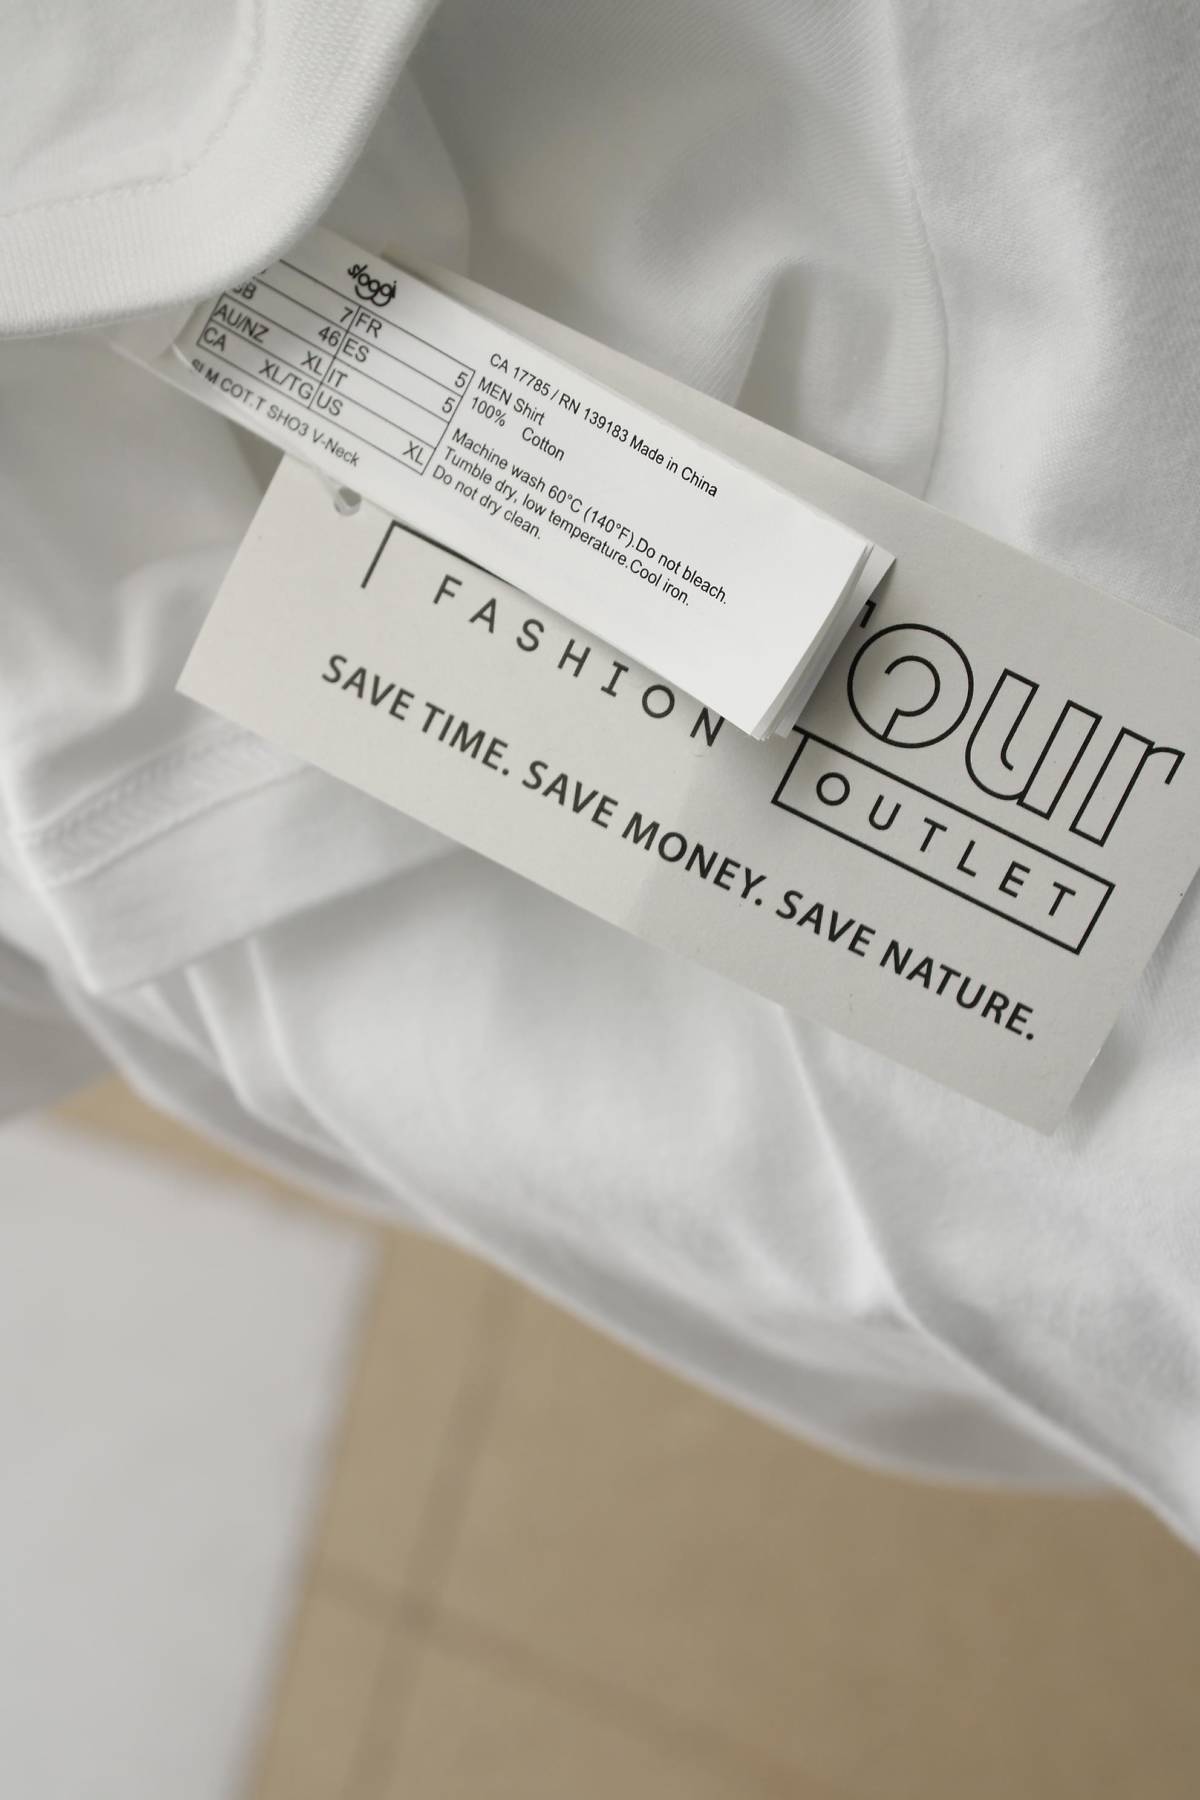 sloggi
GB 7 FR 5
AU/NZ 46 ES 5
CA XL IT
XL/TG US XL
SLM COT.T SHO3 V-Neck
CA 17785 / RN 139183 Made in China
MEN Shirt
100% Cotton
Machine wash 60°C (140°F).Do not bleach.
Tumble dry, low temperature.Cool iron.
Do not dry clean.
FASHION
our
OUTLET
SAVE TIME. SAVE MONEY. SAVE NATURE.